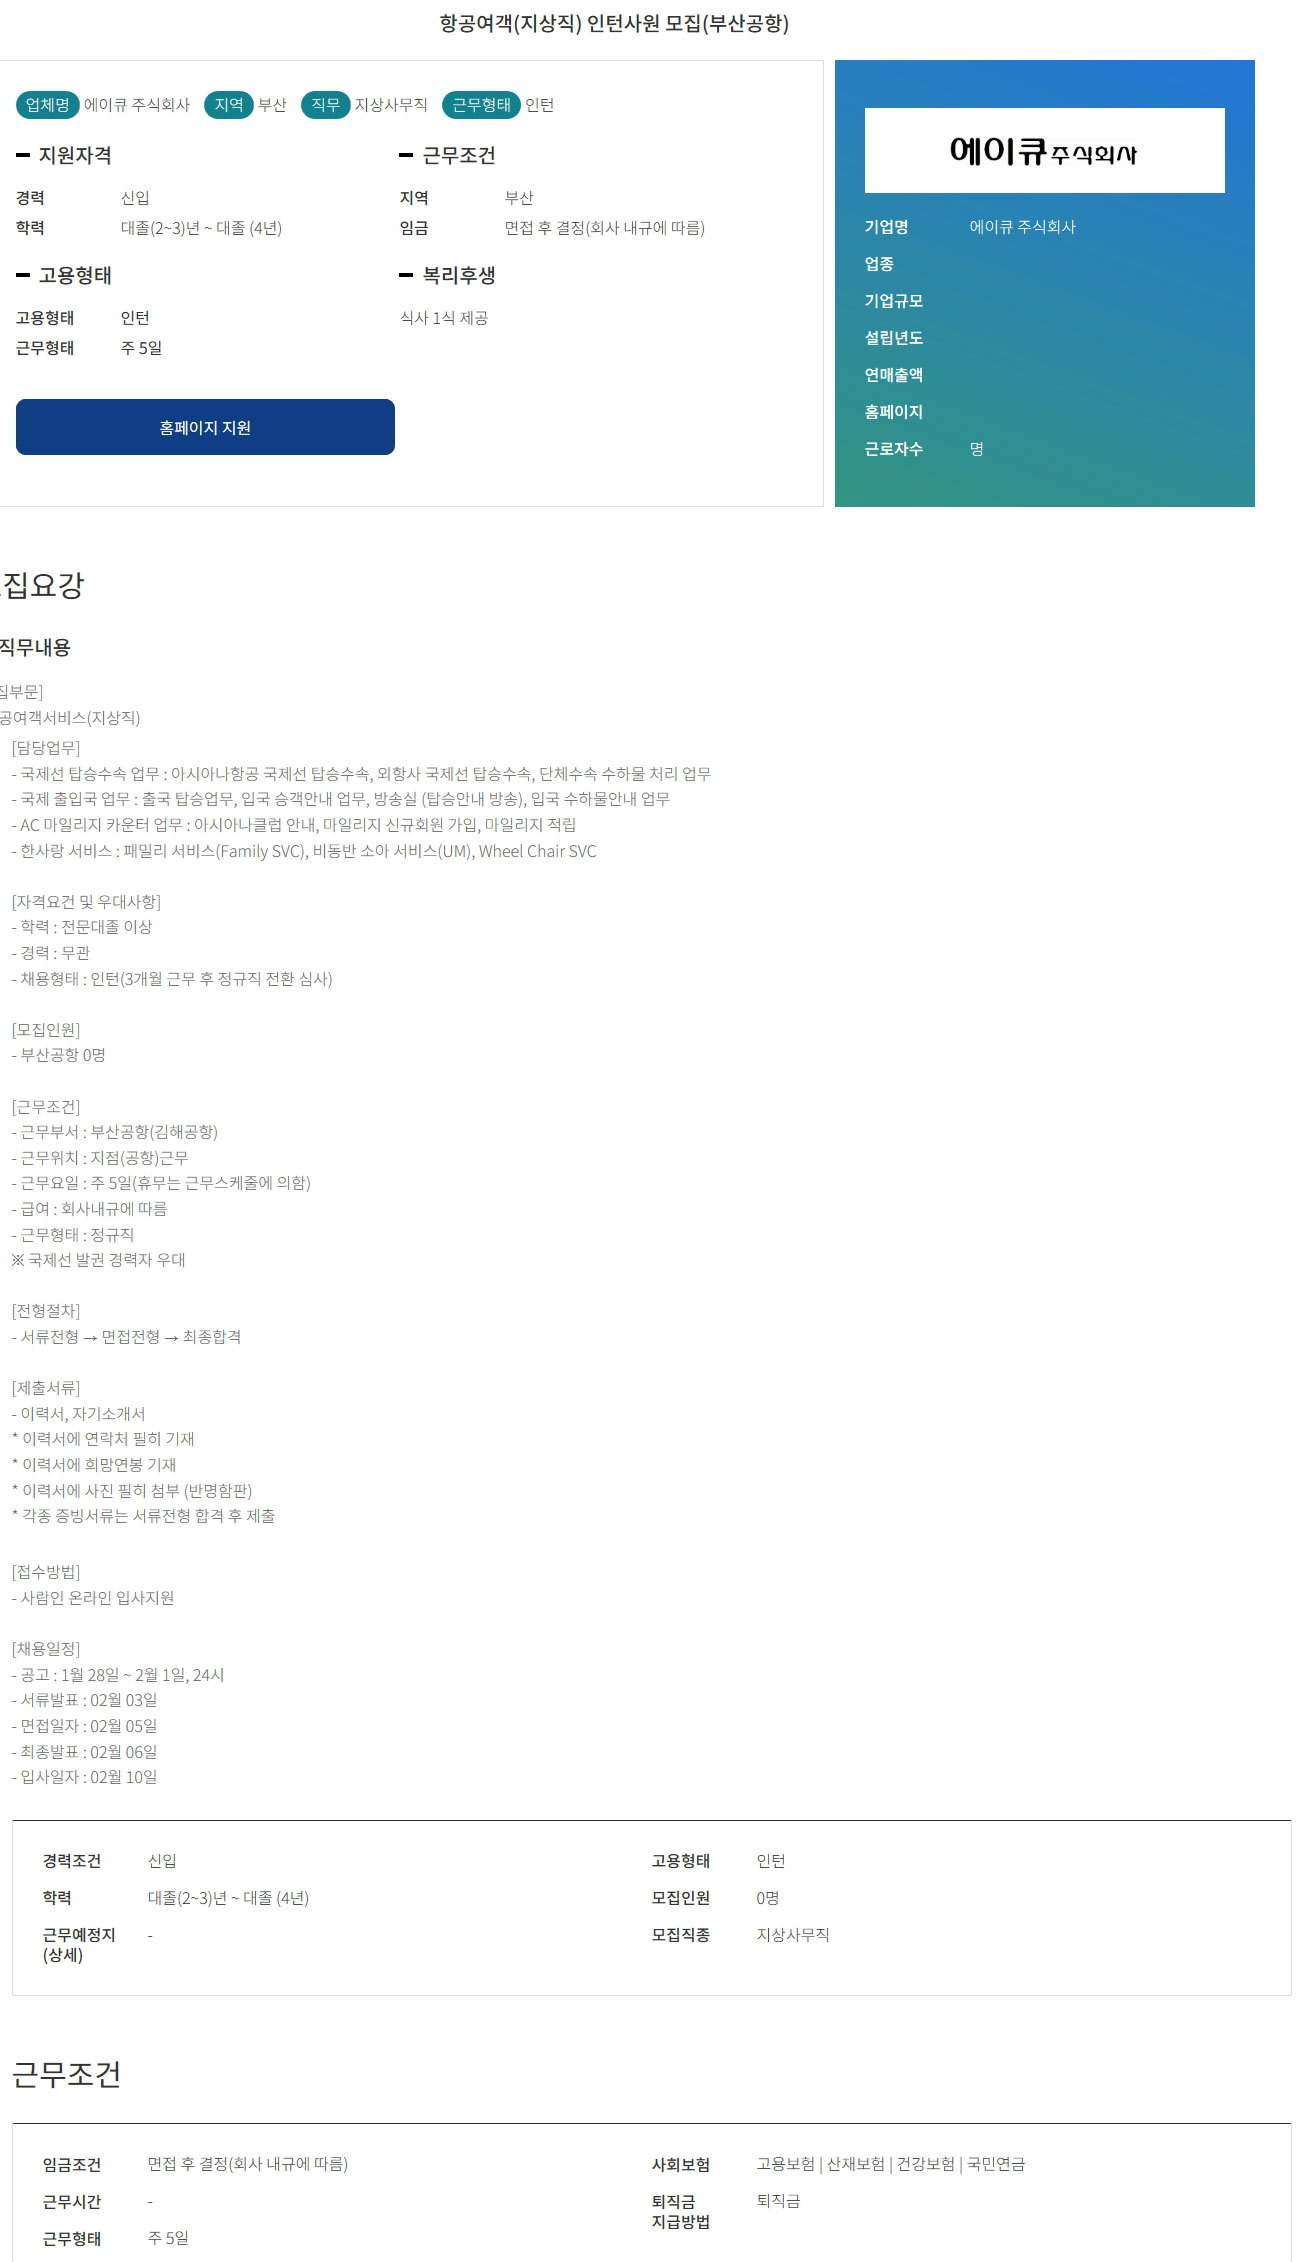 항공여객(지상직) 인턴사원 모집(부산공항)
업체명 에이큐 주식회사 지역 부산 직무 지상사무직 근무형태 인턴
지원자격
경력 신입
학력 대졸(2~3)년 ~ 대졸 (4년)
근무조건
지역 부산
임금 면접 후 결정(회사 내규에 따름)
고용형태
고용형태 인턴
근무형태 주 5일
복리후생
식사 1식 제공
홈페이지 지원
에이큐주식회사
기업명 에이큐 주식회사
업종
기업규모
설립년도
연매출액
홈페이지
근로자수 명
집요강
직무내용
집부문]
공여객서비스(지상직)
[담당업무]
- 국제선 탑승수속 업무 : 아시아나항공 국제선 탑승수속, 외항사 국제선 탑승수속, 단체수속 수하물 처리 업무
- 국제 출입국 업무 : 출국 탑승업무, 입국 승객안내 업무, 방송실 (탑승안내 방송), 입국 수하물안내 업무
- AC 마일리지 카운터 업무 : 아시아나클럽 안내, 마일리지 신규회원 가입, 마일리지 적립
- 한사랑 서비스 : 패밀리 서비스(Family SVC), 비동반 소아 서비스(UM), Wheel Chair SVC
[자격요건 및 우대사항]
- 학력 : 전문대졸 이상
- 경력 : 무관
- 채용형태 : 인턴(3개월 근무 후 정규직 전환 심사)
[모집인원]
- 부산공항 0명
[근무조건]
- 근무부서 : 부산공항(김해공항)
- 근무위치 : 지점(공항)근무
- 근무요일 : 주 5일(휴무는 근무스케줄에 의함)
- 급여 : 회사내규에 따름
- 근무형태 : 정규직
※ 국제선 발권 경력자 우대
[전형절차]
- 서류전형 → 면접전형 → 최종합격
[제출서류]
- 이력서, 자기소개서
* 이력서에 연락처 필히 기재
* 이력서에 희망연봉 기재
* 이력서에 사진 필히 첨부 (반명함판)
* 각종 증빙서류는 서류전형 합격 후 제출
[접수방법]
- 사람인 온라인 입사지원
[채용일정]
- 공고 : 1월 28일 ~ 2월 1일, 24시
- 서류발표 : 02월 03일
- 면접일자 : 02월 05일
- 최종발표 : 02월 06일
- 입사일자 : 02월 10일
경력조건 신입
학력 대졸(2~3)년 ~ 대졸 (4년)
근무예정지 -
(상세)
고용형태 인턴
모집인원 0명
모집직종 지상사무직
근무조건
임금조건 면접 후 결정(회사 내규에 따름)
근무시간 -
근무형태 주 5일
사회보험 고용보험 | 산재보험 | 건강보험 | 국민연금
퇴직금 퇴직금
지급방법